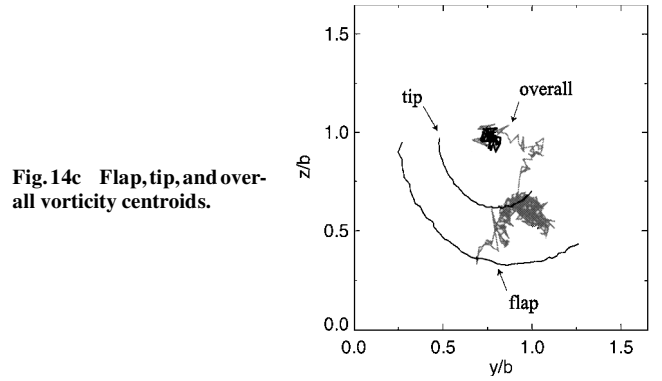 Fig. 14c Flap, tip, and over-
all vorticity centroids.
1.5
1.0
0.5
0.0
z/b
tip
overall
flap
0.0 0.5 1.0 1.5
y/b